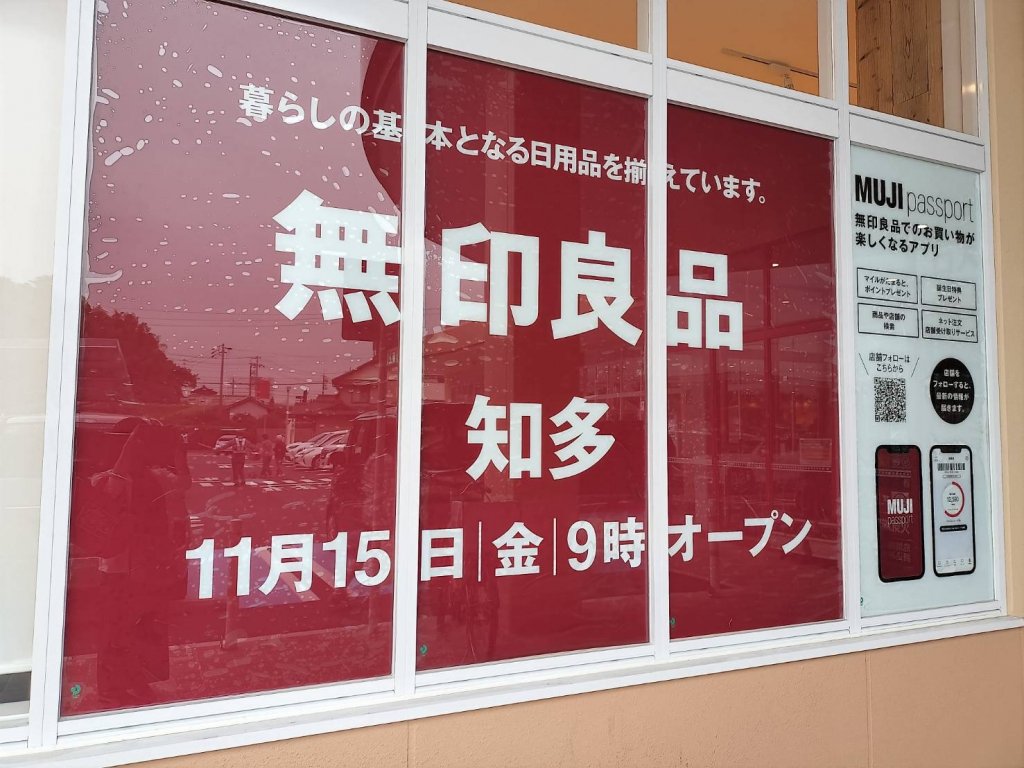 暮らしの基本となる日用品を揃えています。
無印良品
知多
11月15日|金|9時オープン
MUJI passport
無印良品でのお買い物が
楽しくなるアプリ
マイルがたまると、
ポイントプレゼント
誕生日特典
プレゼント
商品や店舗の
検索
ネット注文
店舗受け取りサービス
店舗フォローは
こちらから
店舗を
フォローすると、
最新の情報が
届きます。
MUJI
passport